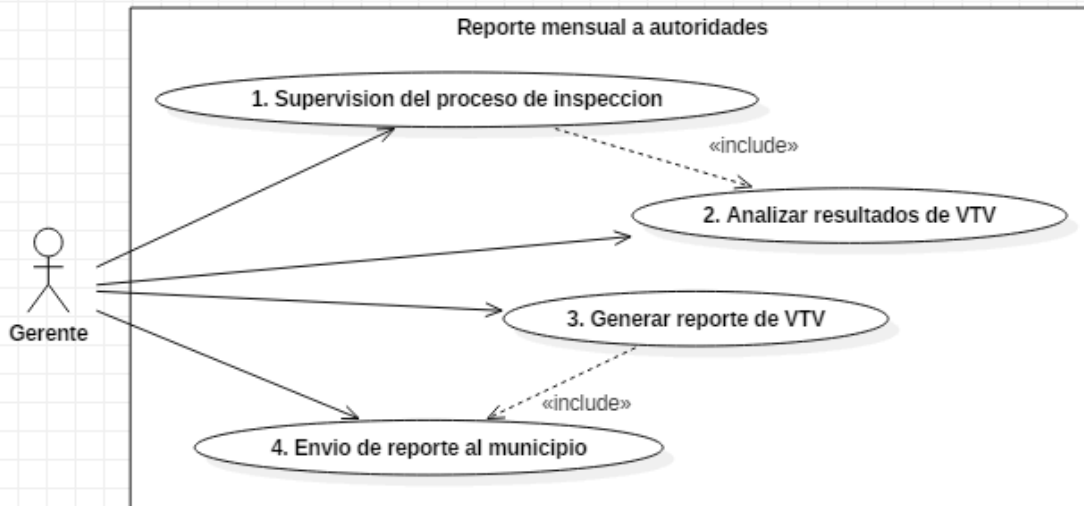 Reporte mensual a autoridades
1. Supervision del proceso de inspeccion
«include»
2. Analizar resultados de VTV
3. Generar reporte de VTV
Gerente
«include»
4. Envio de reporte al municipio